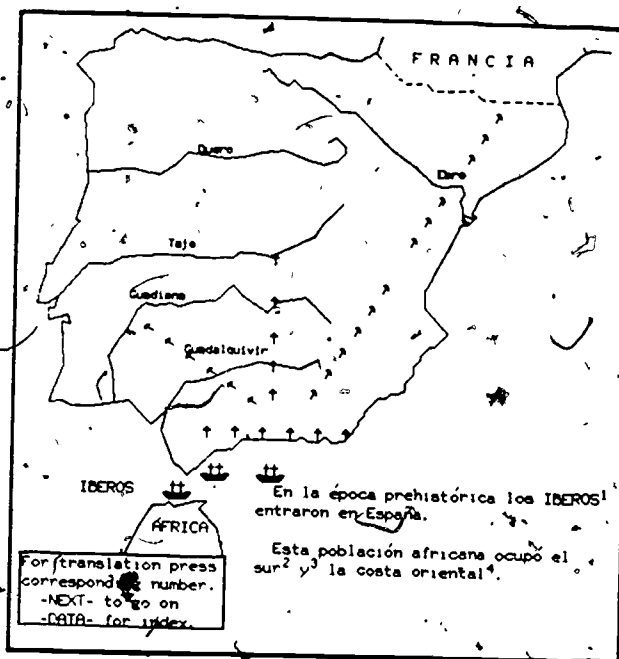 FRANCIA
Duero
Ebro
Tajo
Guadiana
Guadalquivir
IBEROS
ÁFRICA
En la época prehistórica los IBEROS¹
entraron en España.
Esta población africana ocupó el
sur² y³ la costa oriental⁴.
For translation press
number.
-NEXT- to go on
-DATA- for index.